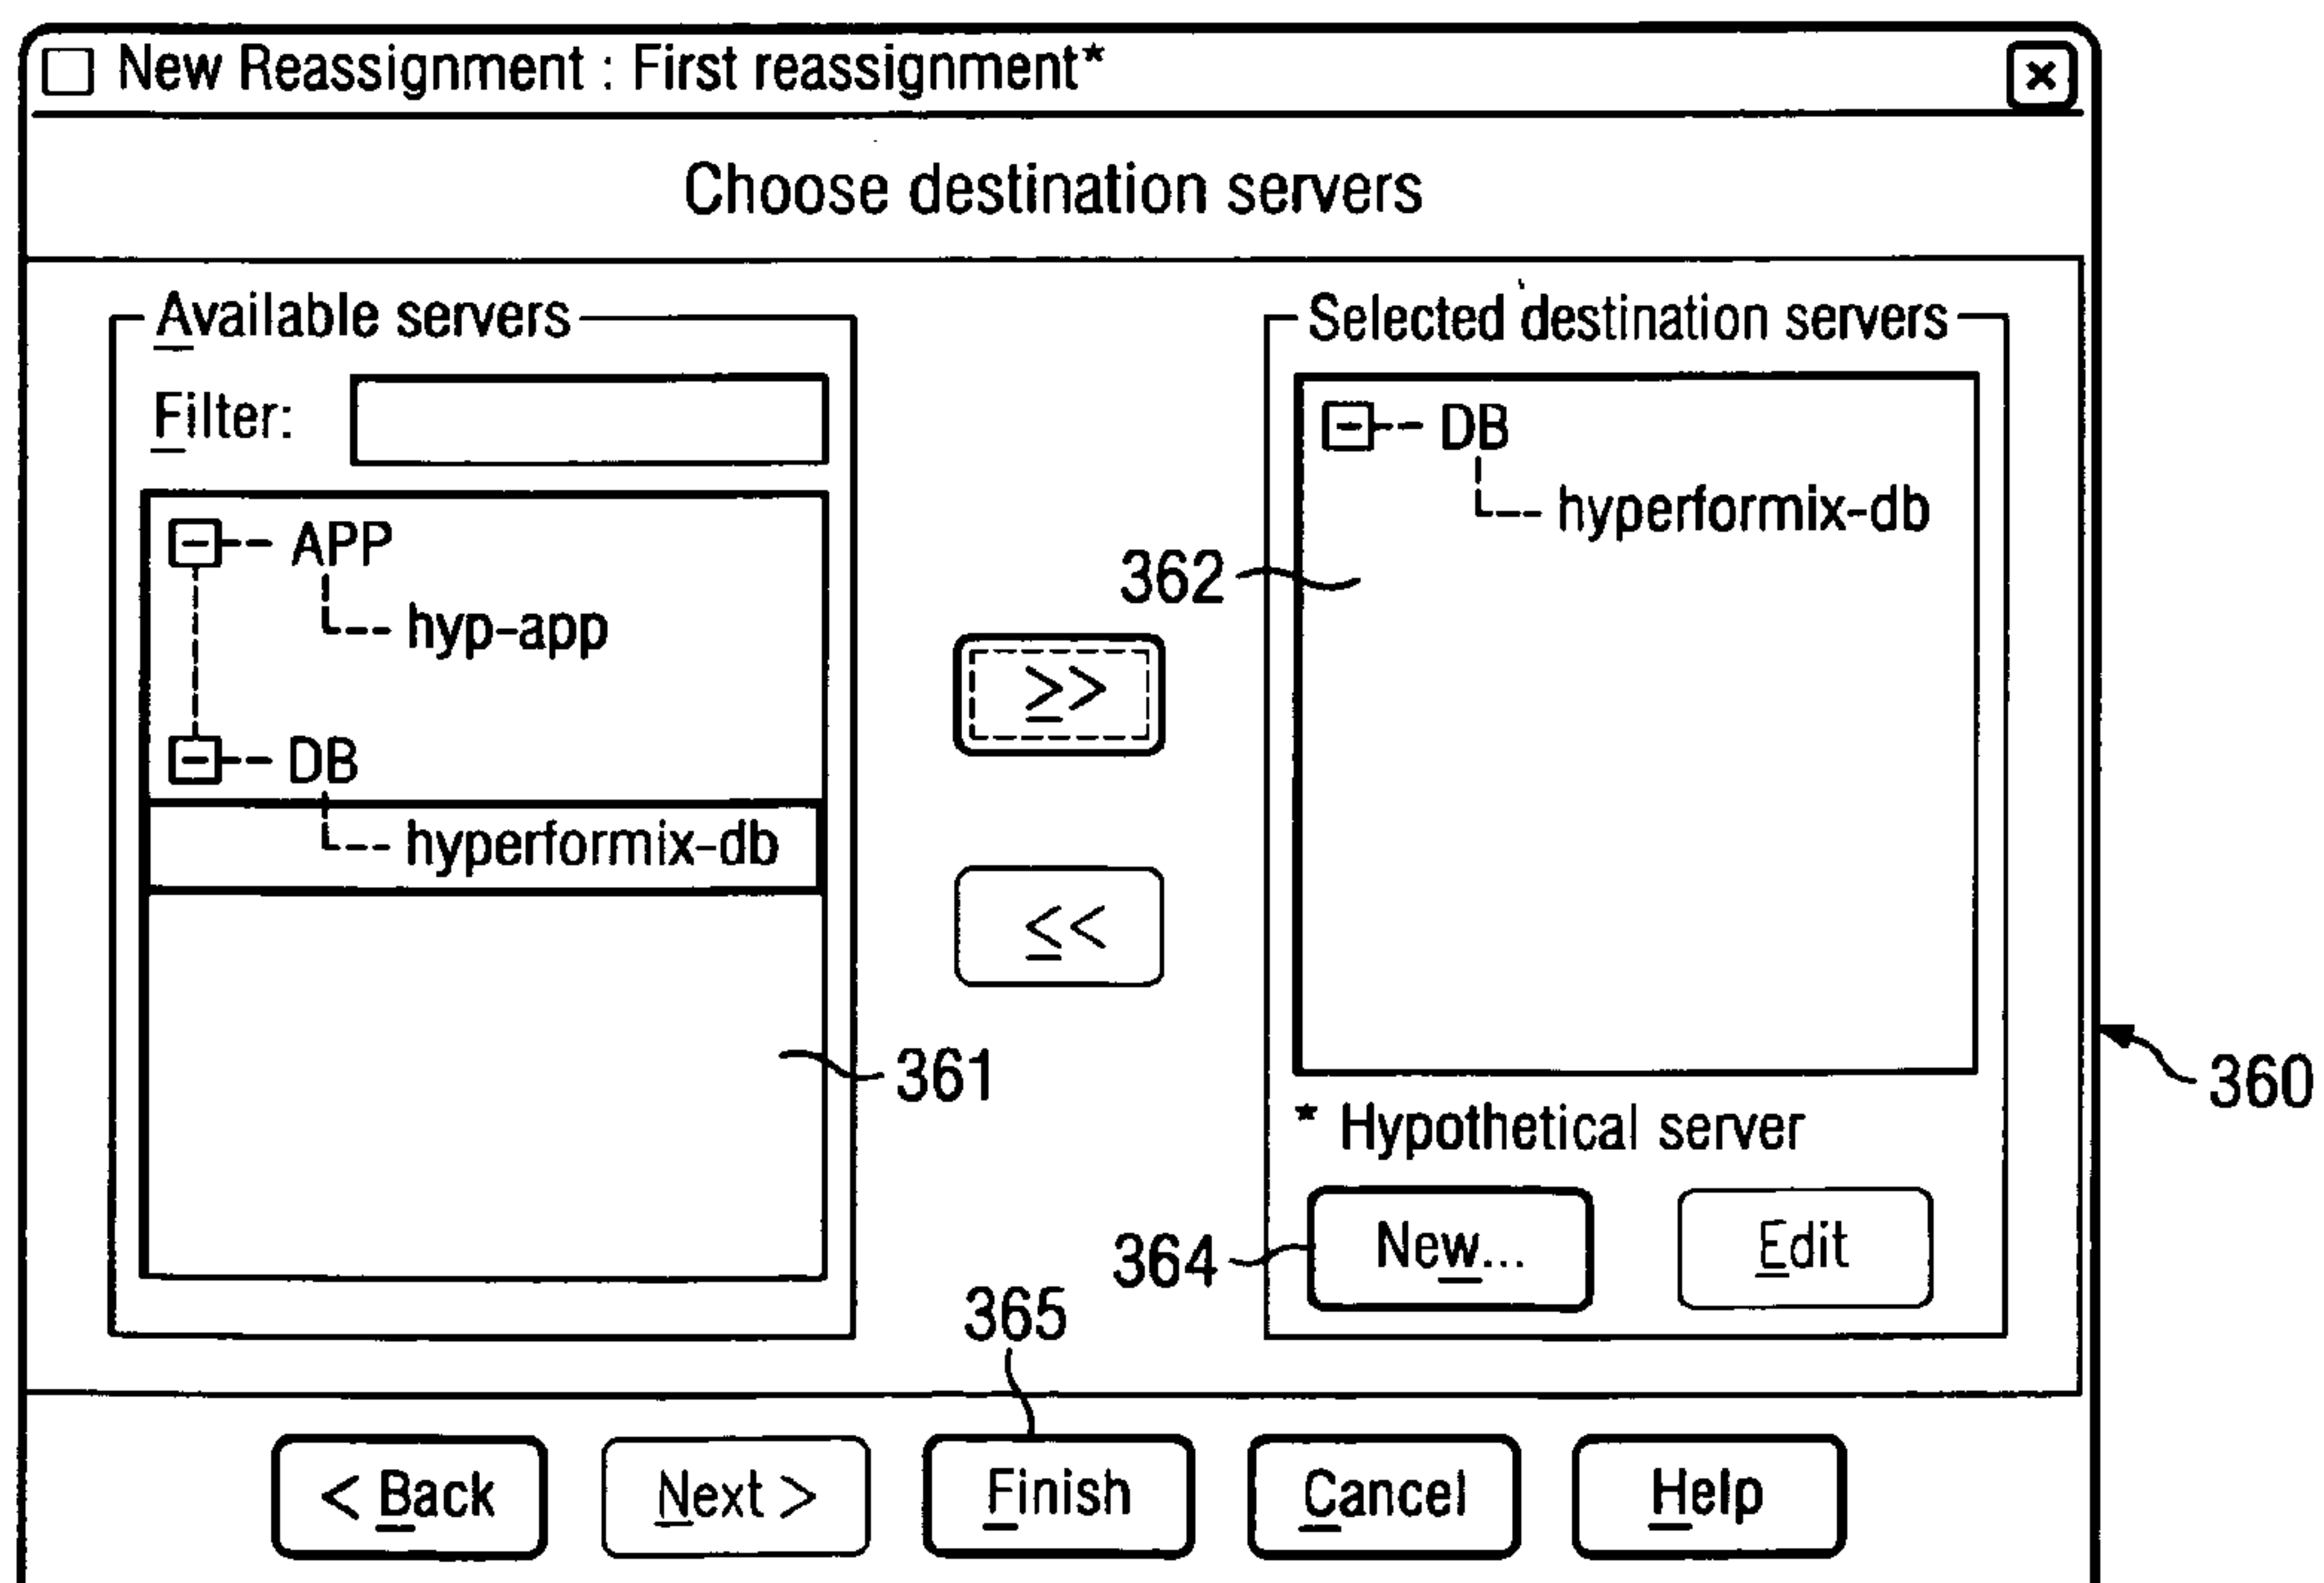 New Reassignment : First reassignment*
Choose destination servers
Available servers
Filter:
APP
hyp-app
DB
hyperformix-db
361
>>
<<
Selected destination servers
DB
hyperformix-db
362
* Hypothetical server
New...
Edit
364
360
365
< Back
Next >
Finish
Cancel
Help